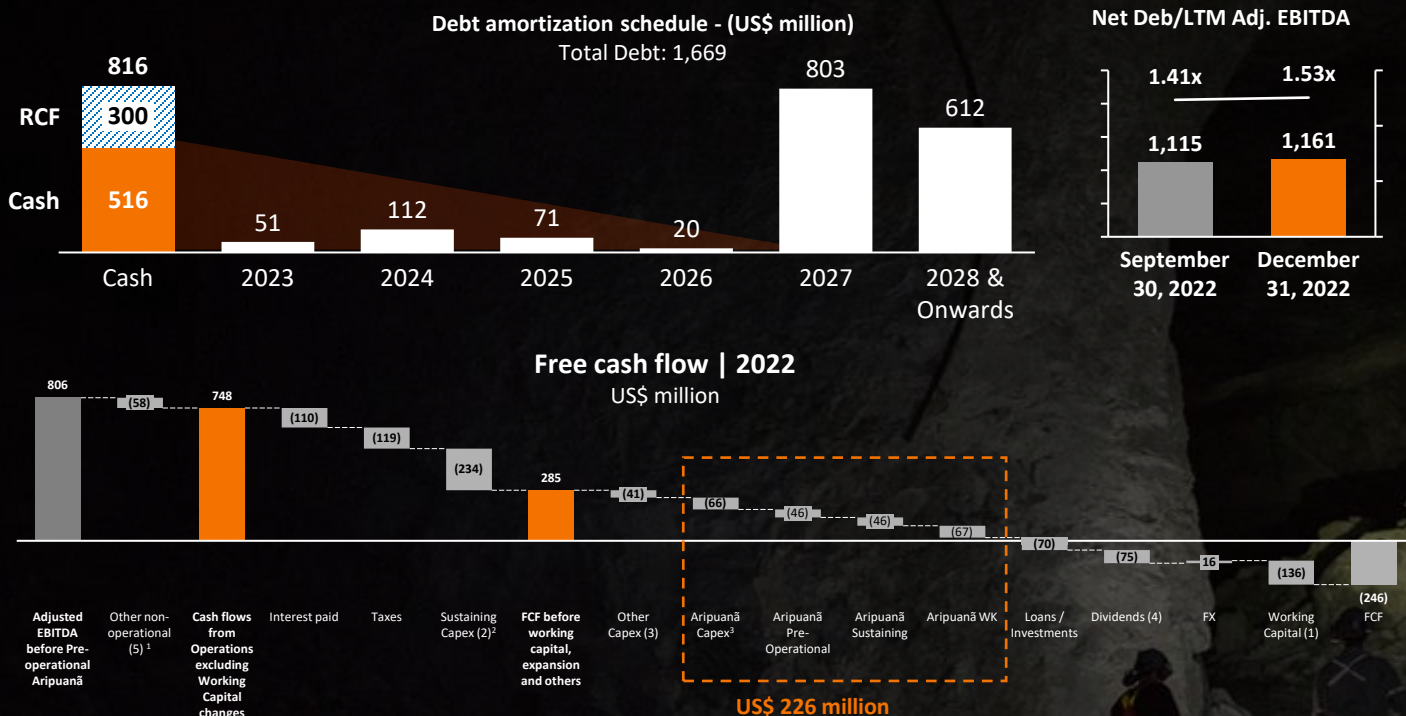 Debt amortization schedule - (US$ million)
Total Debt: 1,669
816
RCF
300
Cash
516
51
112
71
20
803
612
Cash
2023
2024
2025
2026
2027
2028 &
Onwards
Net Deb/LTM Adj. EBITDA
1.41x
1.53x
1,115
1,161
September
30, 2022
December
31, 2022
Free cash flow | 2022
US$ million
806
(58)
748
(110)
(119)
(234)
285
(41)
(66)
(46)
(46)
(67)
(70)
(75)
16
(136)
(246)
Adjusted
EBITDA
before Pre-
operational
Aripuanã
Other non-
operational
(5) 1
Cash flows
from
Operations
excluding
Working
Capital
changes
Interest paid
Taxes
Sustaining
Capex (2)2
FCF before
working
capital,
expansion
and others
Other
Capex (3)
Aripuanã
Capex3
Aripuanã
Pre-
Operational
Aripuanã
Sustaining
Aripuanã WK
Loans /
Investments
Dividends (4)
FX
Working
Capital (1)
FCF
US$ 226 million